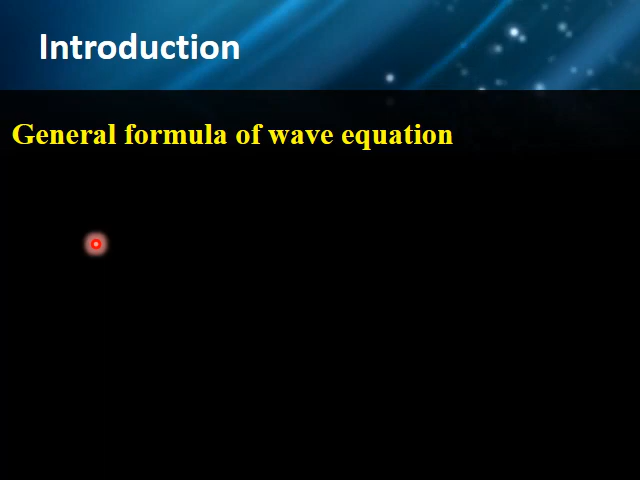 Introduction
General formula of wave equation